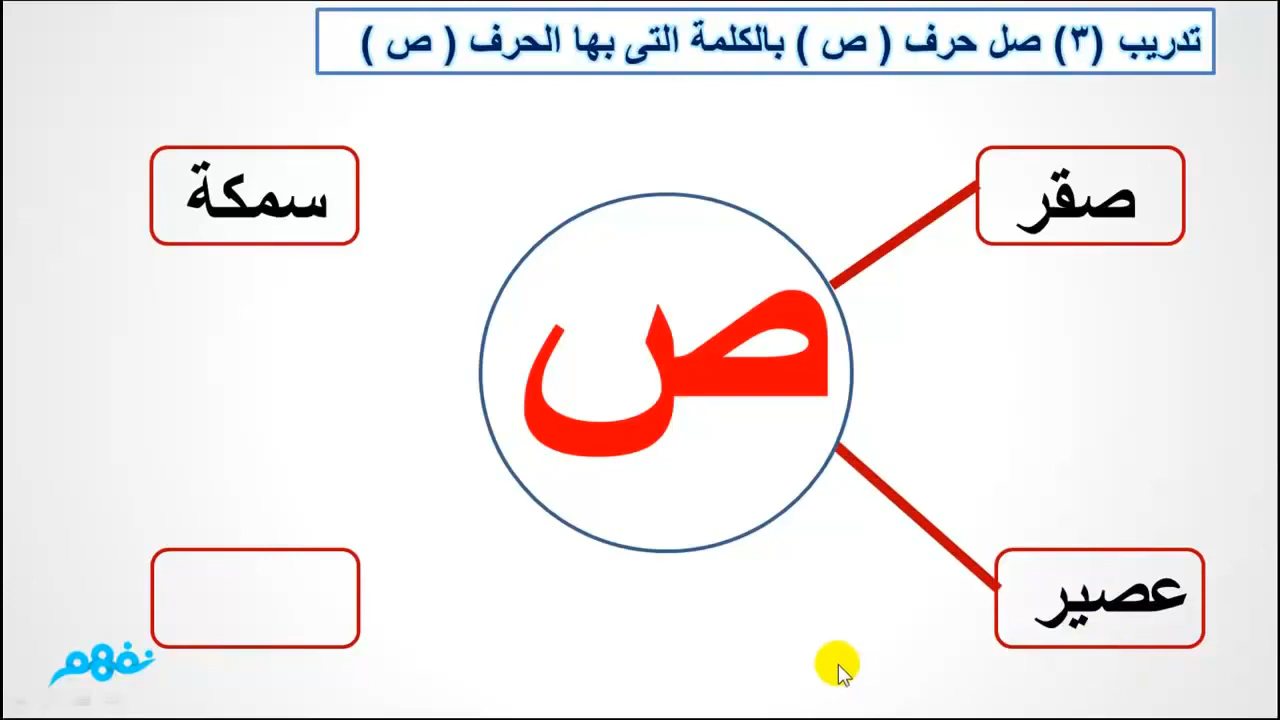 تدريب (٣) صل حرف ( ص ) بالكلمة التى بها الحرف ( ص )
صقر
سمكة
ص
عصير
نفهم